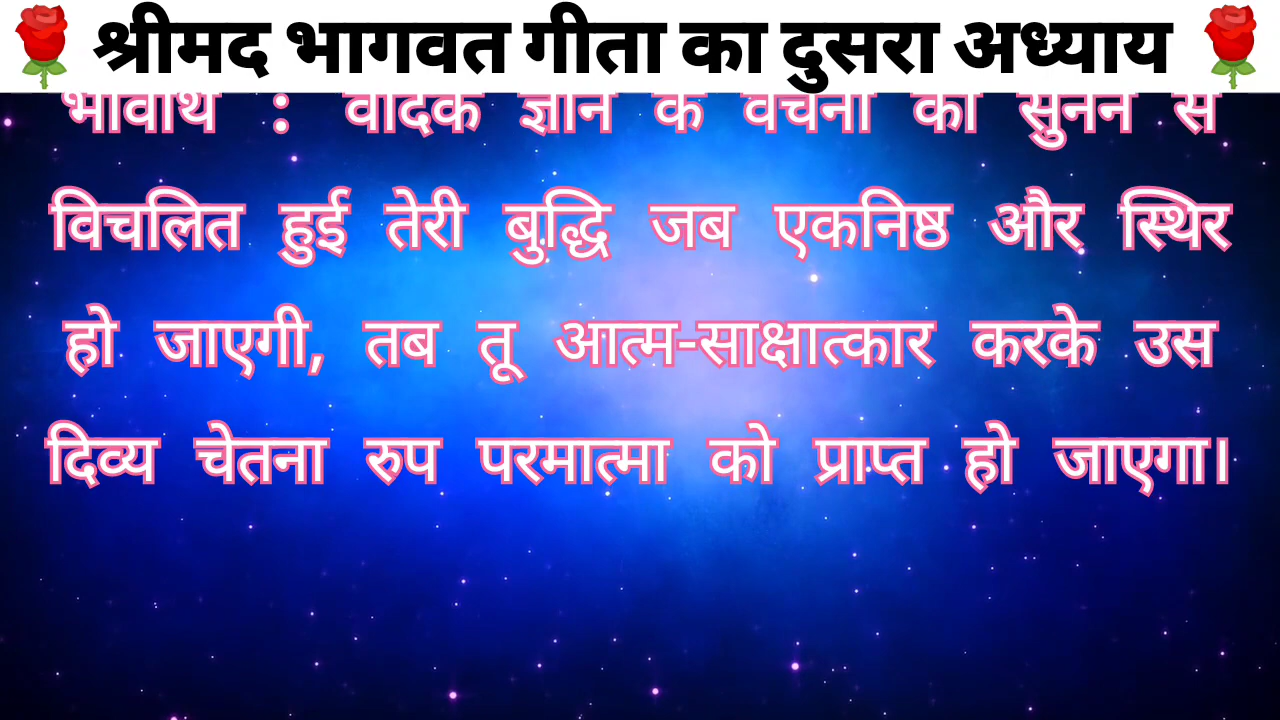 🌹 श्रीमद भागवत गीता का दुसरा अध्याय 🌹
भावार्थ : वैदिक ज्ञान के वचनों को सुनने से
विचलित हुई तेरी बुद्धि जब एकनिष्ठ और स्थिर
हो जाएगी, तब तू आत्म-साक्षात्कार करके उस
दिव्य चेतना रुप परमात्मा को प्राप्त हो जाएगा।